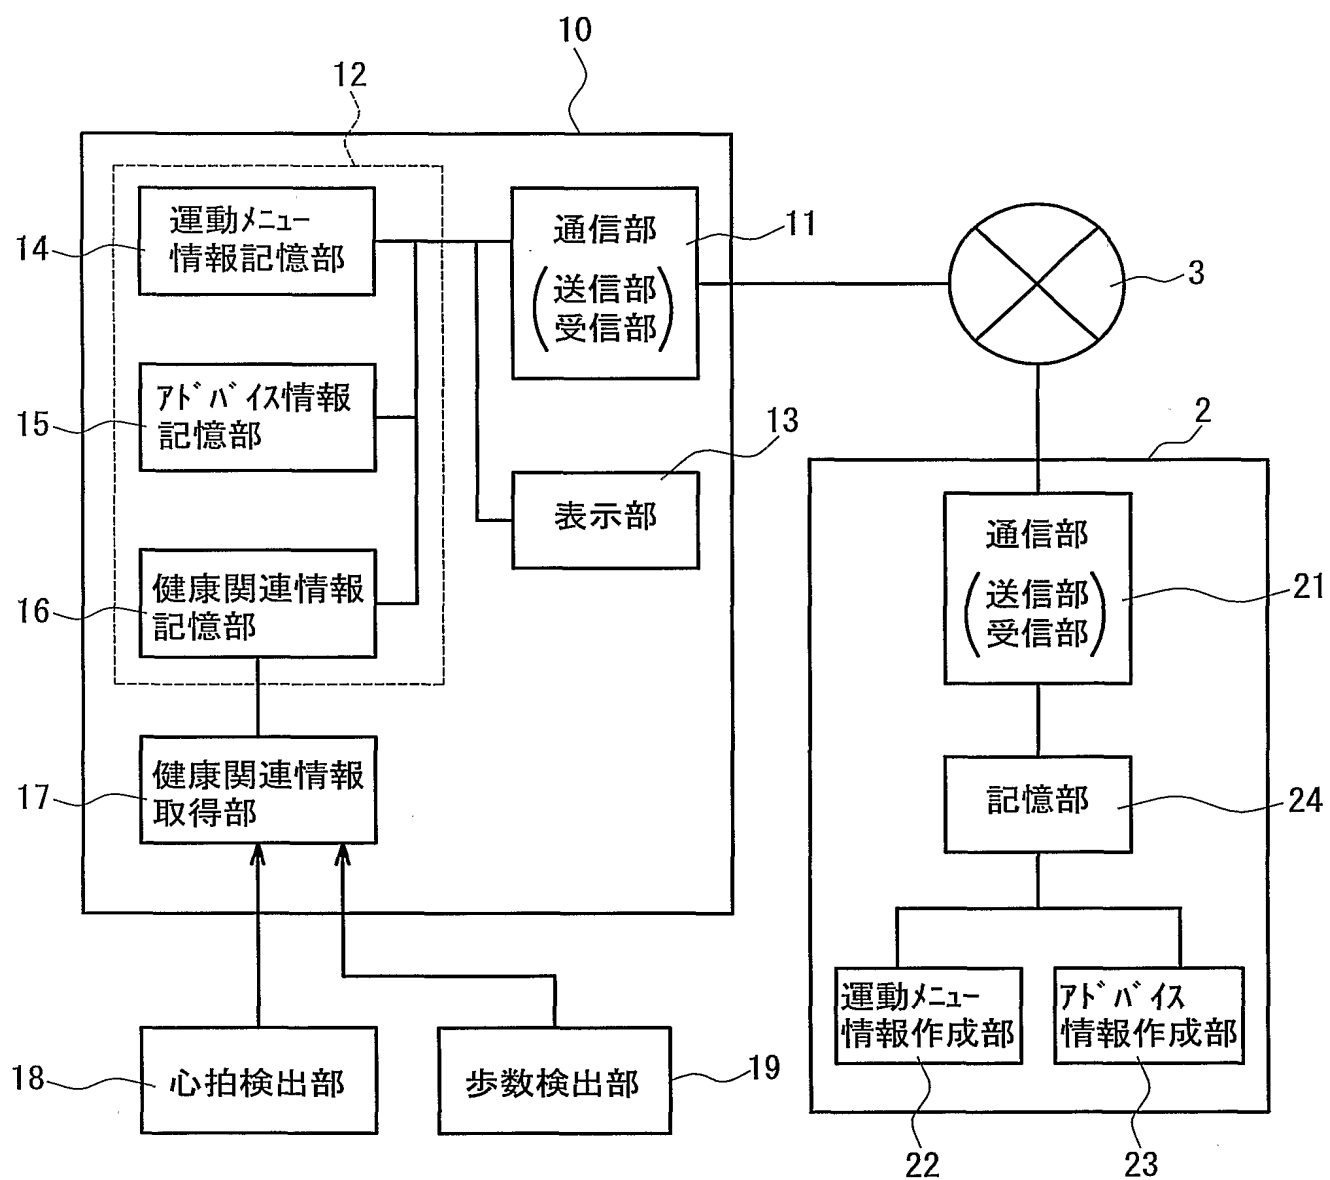 10
12
運動メニュー
情報記憶部
14
通信部
(送信部
受信部)
11
3
アドバイス情報
記憶部
15
13
表示部
2
通信部
(送信部
受信部)
21
健康関連情報
記憶部
16
健康関連情報
取得部
17
記憶部
24
運動メニュー
情報作成部
アドバイス
情報作成部
18
心拍検出部
歩数検出部
19
22
23